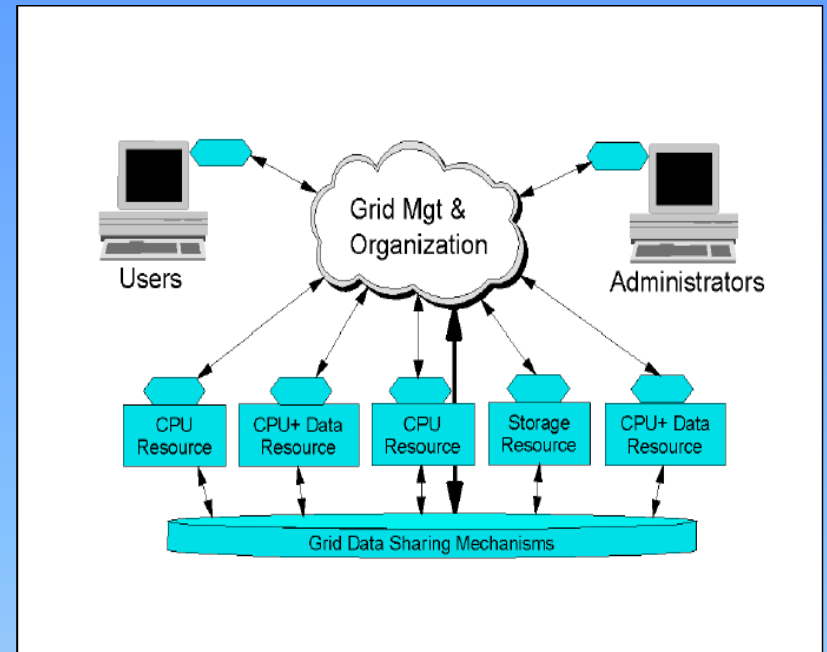 Grid Mgt &
Organization
Users
Administrators
CPU
Resource
CPU+ Data
Resource
CPU
Resource
Storage
Resource
CPU+ Data
Resource
Grid Data Sharing Mechanisms